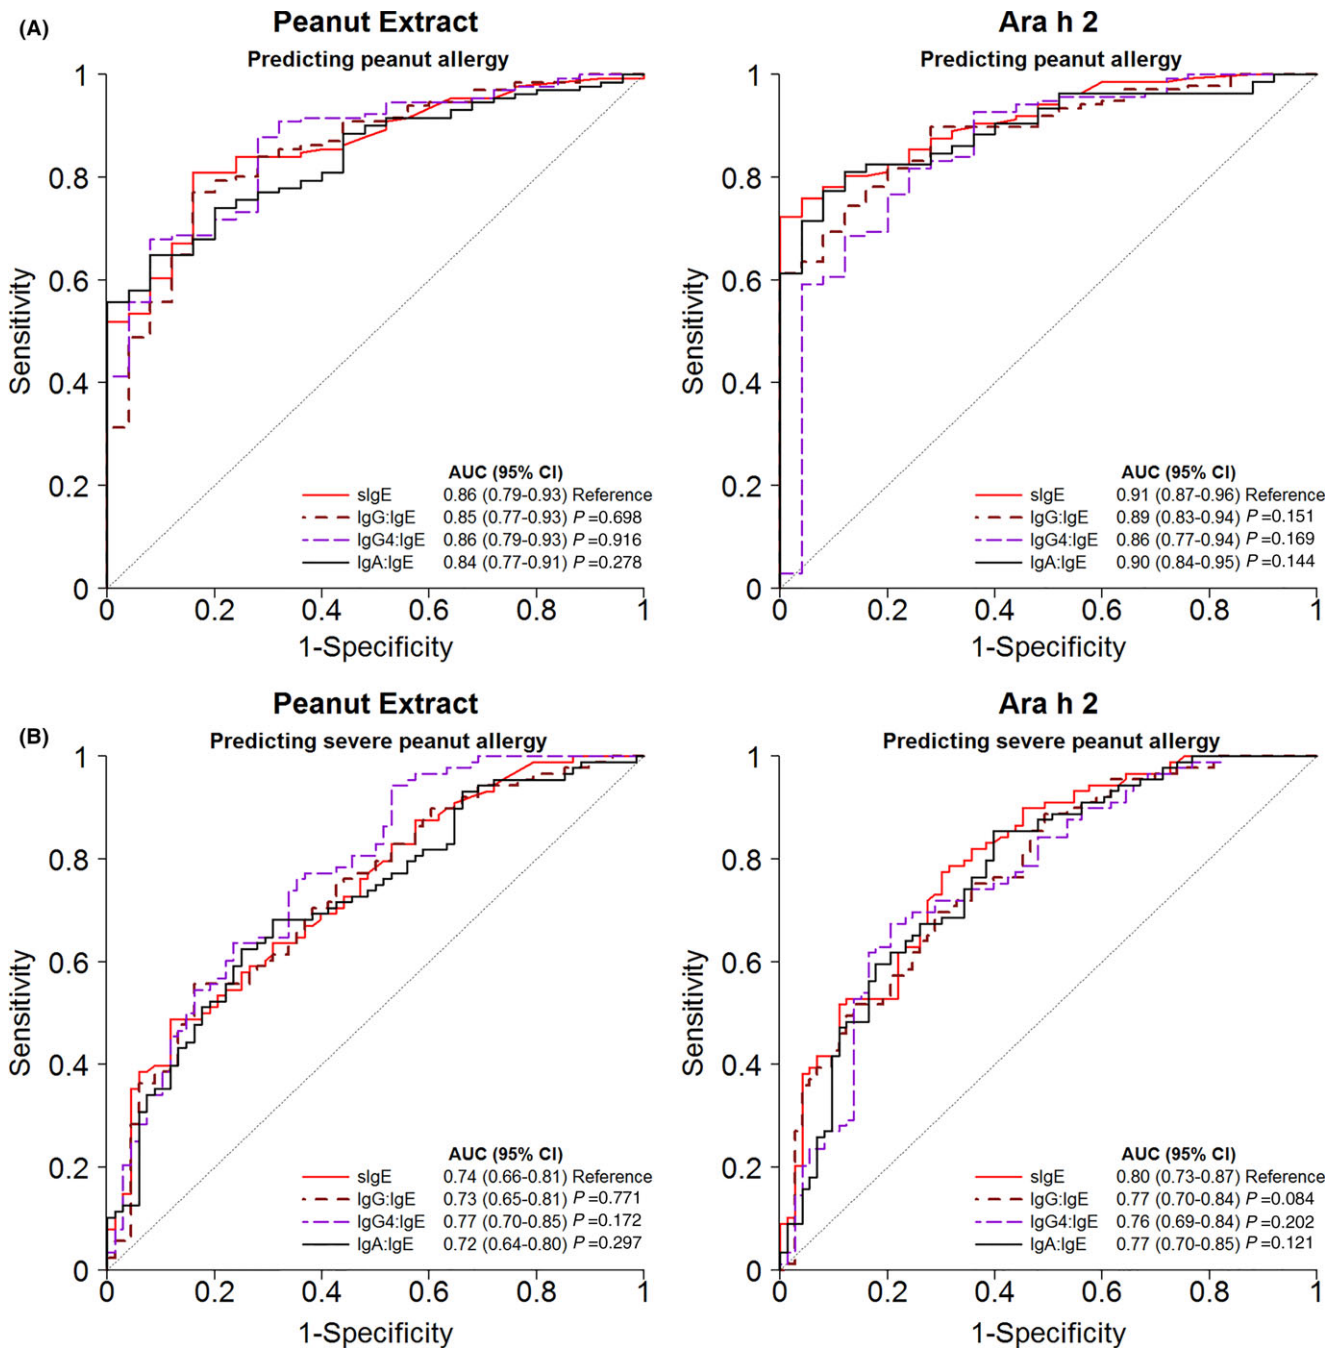 (A)
Peanut Extract
Predicting peanut allergy
1
0.8
0.6
0.4
0.2
0
Sensitivity
AUC (95% CI)
sIgE 0.86 (0.79-0.93) Reference
IgG:IgE 0.85 (0.77-0.93) P=0.698
IgG4:IgE 0.86 (0.79-0.93) P=0.916
IgA:IgE 0.84 (0.77-0.91) P=0.278
0 0.2 0.4 0.6 0.8 1
1-Specificity
Ara h 2
Predicting peanut allergy
1
0.8
0.6
0.4
0.2
0
Sensitivity
AUC (95% CI)
sIgE 0.91 (0.87-0.96) Reference
IgG:IgE 0.89 (0.83-0.94) P=0.151
IgG4:IgE 0.86 (0.77-0.94) P=0.169
IgA:IgE 0.90 (0.84-0.95) P=0.144
0 0.2 0.4 0.6 0.8 1
1-Specificity
(B)
Peanut Extract
Predicting severe peanut allergy
1
0.8
0.6
0.4
0.2
0
Sensitivity
AUC (95% CI)
sIgE 0.74 (0.66-0.81) Reference
IgG:IgE 0.73 (0.65-0.81) P=0.771
IgG4:IgE 0.77 (0.70-0.85) P=0.172
IgA:IgE 0.72 (0.64-0.80) P=0.297
0 0.2 0.4 0.6 0.8 1
1-Specificity
Ara h 2
Predicting severe peanut allergy
1
0.8
0.6
0.4
0.2
0
Sensitivity
AUC (95% CI)
sIgE 0.80 (0.73-0.87) Reference
IgG:IgE 0.77 (0.70-0.84) P=0.084
IgG4:IgE 0.76 (0.69-0.84) P=0.202
IgA:IgE 0.77 (0.70-0.85) P=0.121
0 0.2 0.4 0.6 0.8 1
1-Specificity